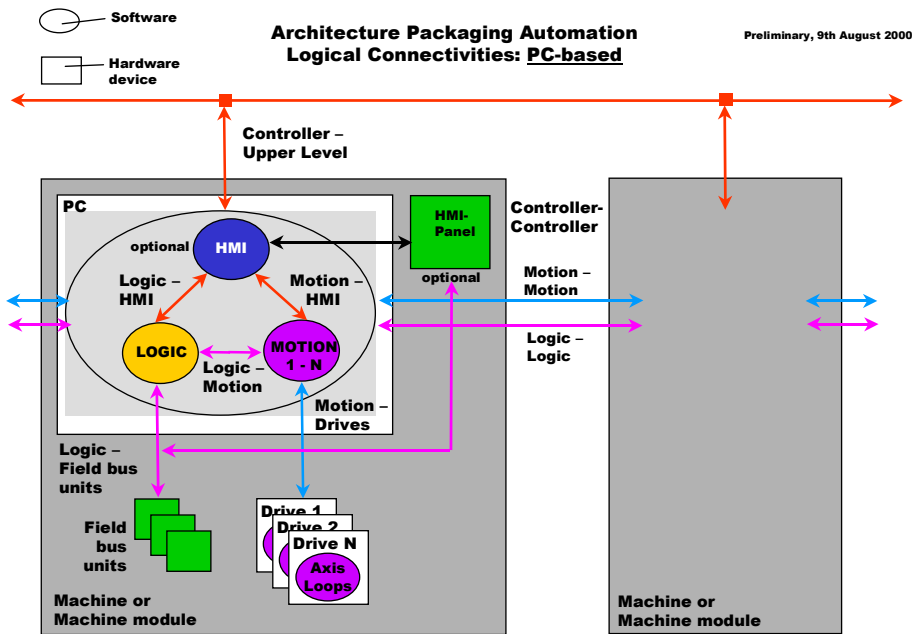 Software
Architecture Packaging Automation
Logical Connectivities: PC-based
Preliminary, 9th August 2000
Hardware
device
Controller –
Upper Level
PC
HMI-
Panel
Controller-
Controller
optional
HMI
optional
Logic –
HMI
Motion –
HMI
Motion –
Motion
LOGIC
MOTION
1 - N
Logic –
Logic
Logic –
Motion
Motion –
Drives
Logic –
Field bus
units
Field
bus
units
Drive 1
Drive 2
Drive N
Axis
Loops
Machine or
Machine module
Machine or
Machine module